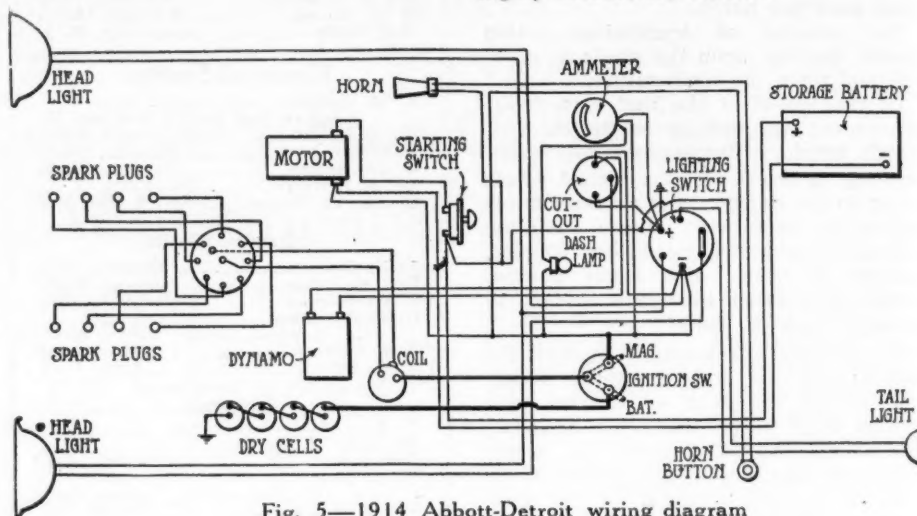 HEAD
LIGHT
HORN
AMMETER
STORAGE BATTERY
MOTOR
STARTING
SWITCH
LIGHTING
SWITCH
SPARK PLUGS
CUT-
OUT
DASH
LAMP
SPARK PLUGS
DYNAMO
COIL
MAG.
IGNITION SW.
BAT.
HEAD
LIGHT
DRY CELLS
HORN
BUTTON
TAIL
LIGHT
Fig. 5—1914 Abbott-Detroit wiring diagram